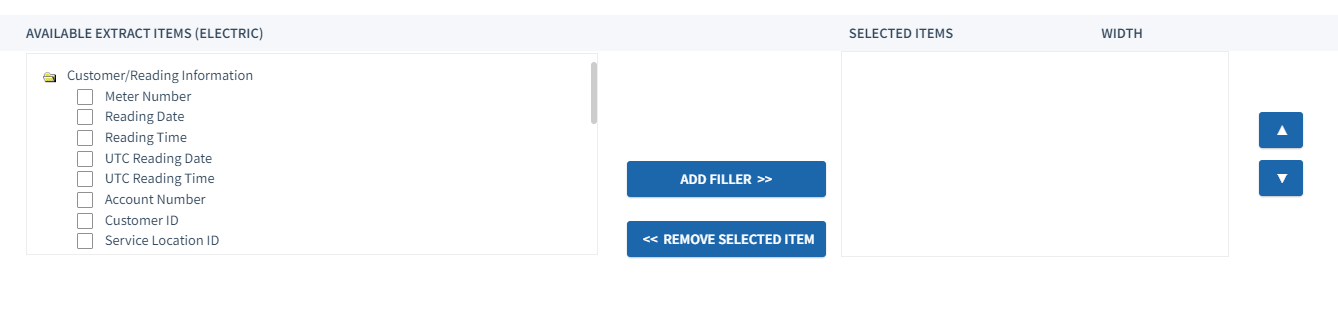 AVAILABLE EXTRACT ITEMS (ELECTRIC)
SELECTED ITEMS
WIDTH
Customer/Reading Information
Meter Number
Reading Date
Reading Time
UTC Reading Date
UTC Reading Time
Account Number
Customer ID
Service Location ID
ADD FILLER >>
<< REMOVE SELECTED ITEM
▲
▼